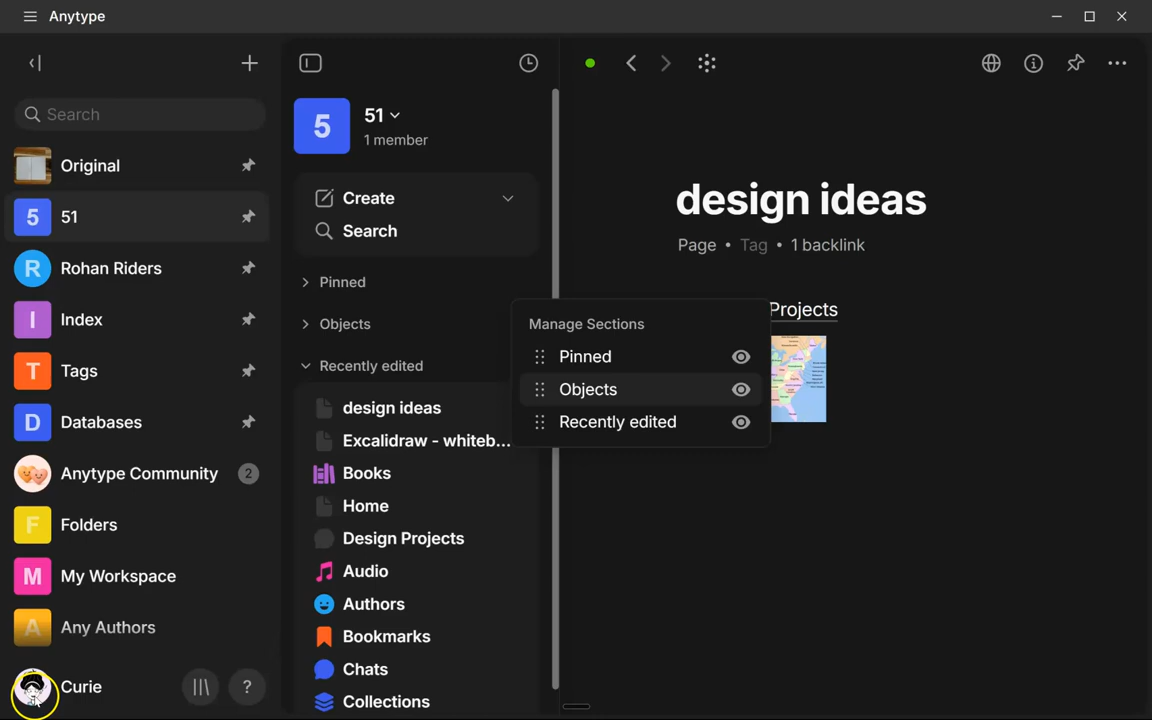 Anytype
Search
Original
5 51
R Rohan Riders
I Index
T Tags
D Databases
Anytype Community 2
F Folders
M My Workspace
A Any Authors
Curie ?
5 51
1 member
Create
Search
Pinned
Objects
Recently edited
design ideas
Excalidraw - whiteb...
Books
Home
Design Projects
Audio
Authors
Bookmarks
Chats
Collections
Manage Sections
Pinned
Objects
Recently edited
design ideas
Page • Tag • 1 backlink
Projects